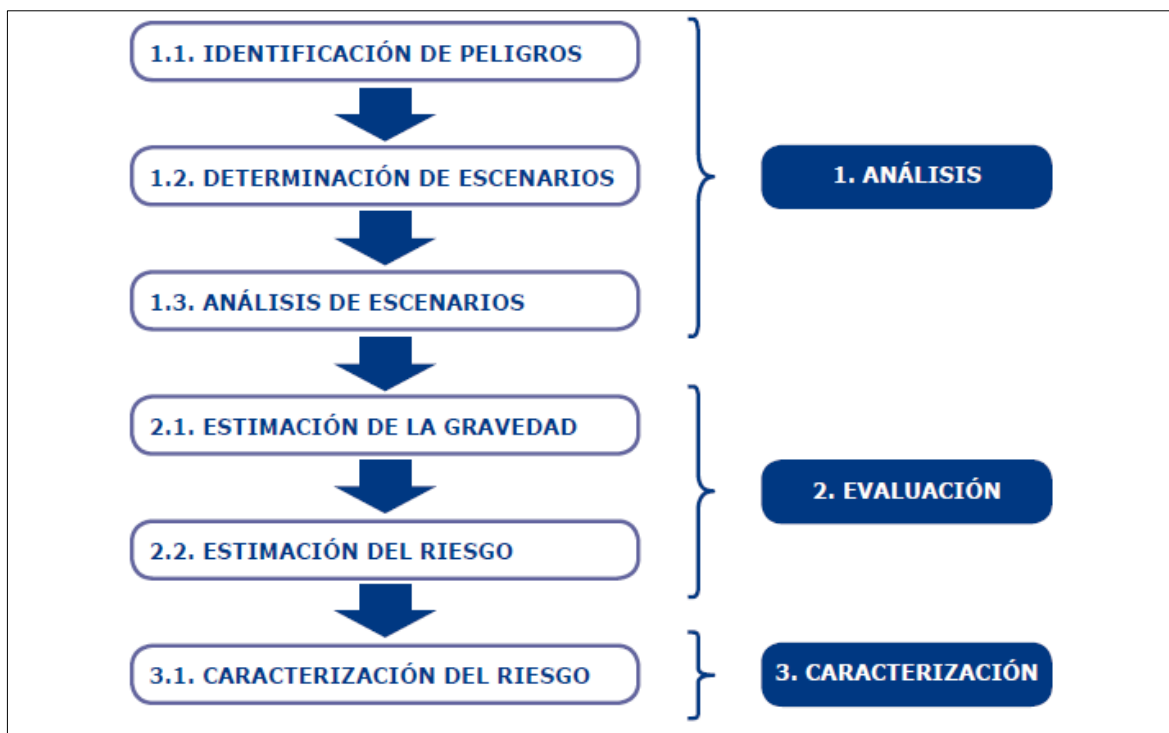 1.1. IDENTIFICACIÓN DE PELIGROS
1.2. DETERMINACIÓN DE ESCENARIOS
1. ANÁLISIS
1.3. ANÁLISIS DE ESCENARIOS
2.1. ESTIMACIÓN DE LA GRAVEDAD
2. EVALUACIÓN
2.2. ESTIMACIÓN DEL RIESGO
3.1. CARACTERIZACIÓN DEL RIESGO
3. CARACTERIZACIÓN